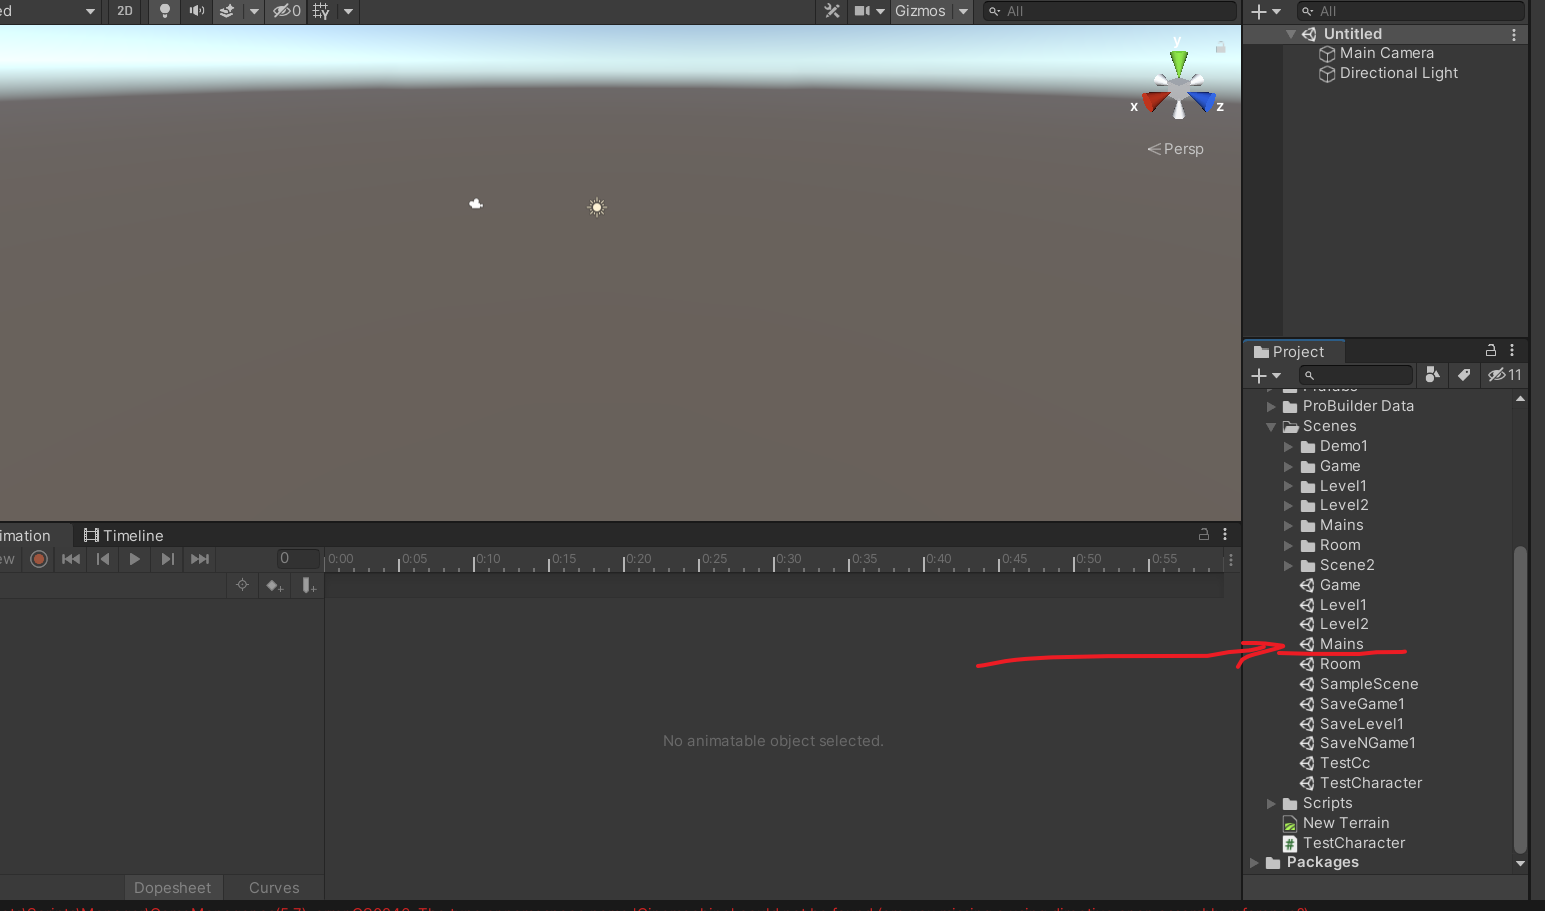 2D
0
Gizmos
All
All
Untitled
Main Camera
Directional Light
y
x
z
Persp
Project
11
ProBuilder Data
Scenes
Demo1
Game
Level1
Level2
Mains
Room
Scene2
Game
Level1
Level2
Mains
Room
SampleScene
SaveGame1
SaveLevel1
SaveNGame1
TestCc
TestCharacter
Scripts
New Terrain
TestCharacter
Packages
imation
Timeline
ew
0
0:00
0:05
0:10
0:15
0:20
0:25
0:30
0:35
0:40
0:45
0:50
0:55
No animatable object selected.
Dopesheet
Curves